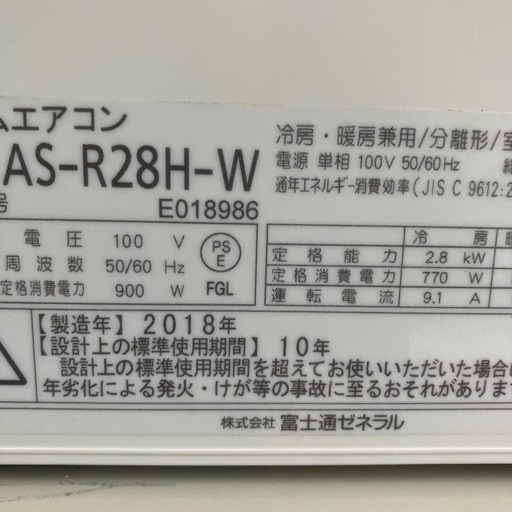 ムエアコン
AS-R28H-W
号 E018986
電圧 100 V
周波数 50/60 Hz
定格消費電力 900 W
PS
E
FGL
冷房・暖房兼用/分離形/室
電源 単相 100V 50/60Hz 総
通年エネルギー消費効率(JIS C 9612:2
冷房 暖
定格能力 2.8 kW
定格消費電力 770 W
運転電流 9.1 A
【製造年】2018年
【設計上の標準使用期間】10年
設計上の標準使用期間を超えてお使いいただいた場合は
年劣化による発火・けが等の事故に至るおそれがあります
株式会社 富士通ゼネラル